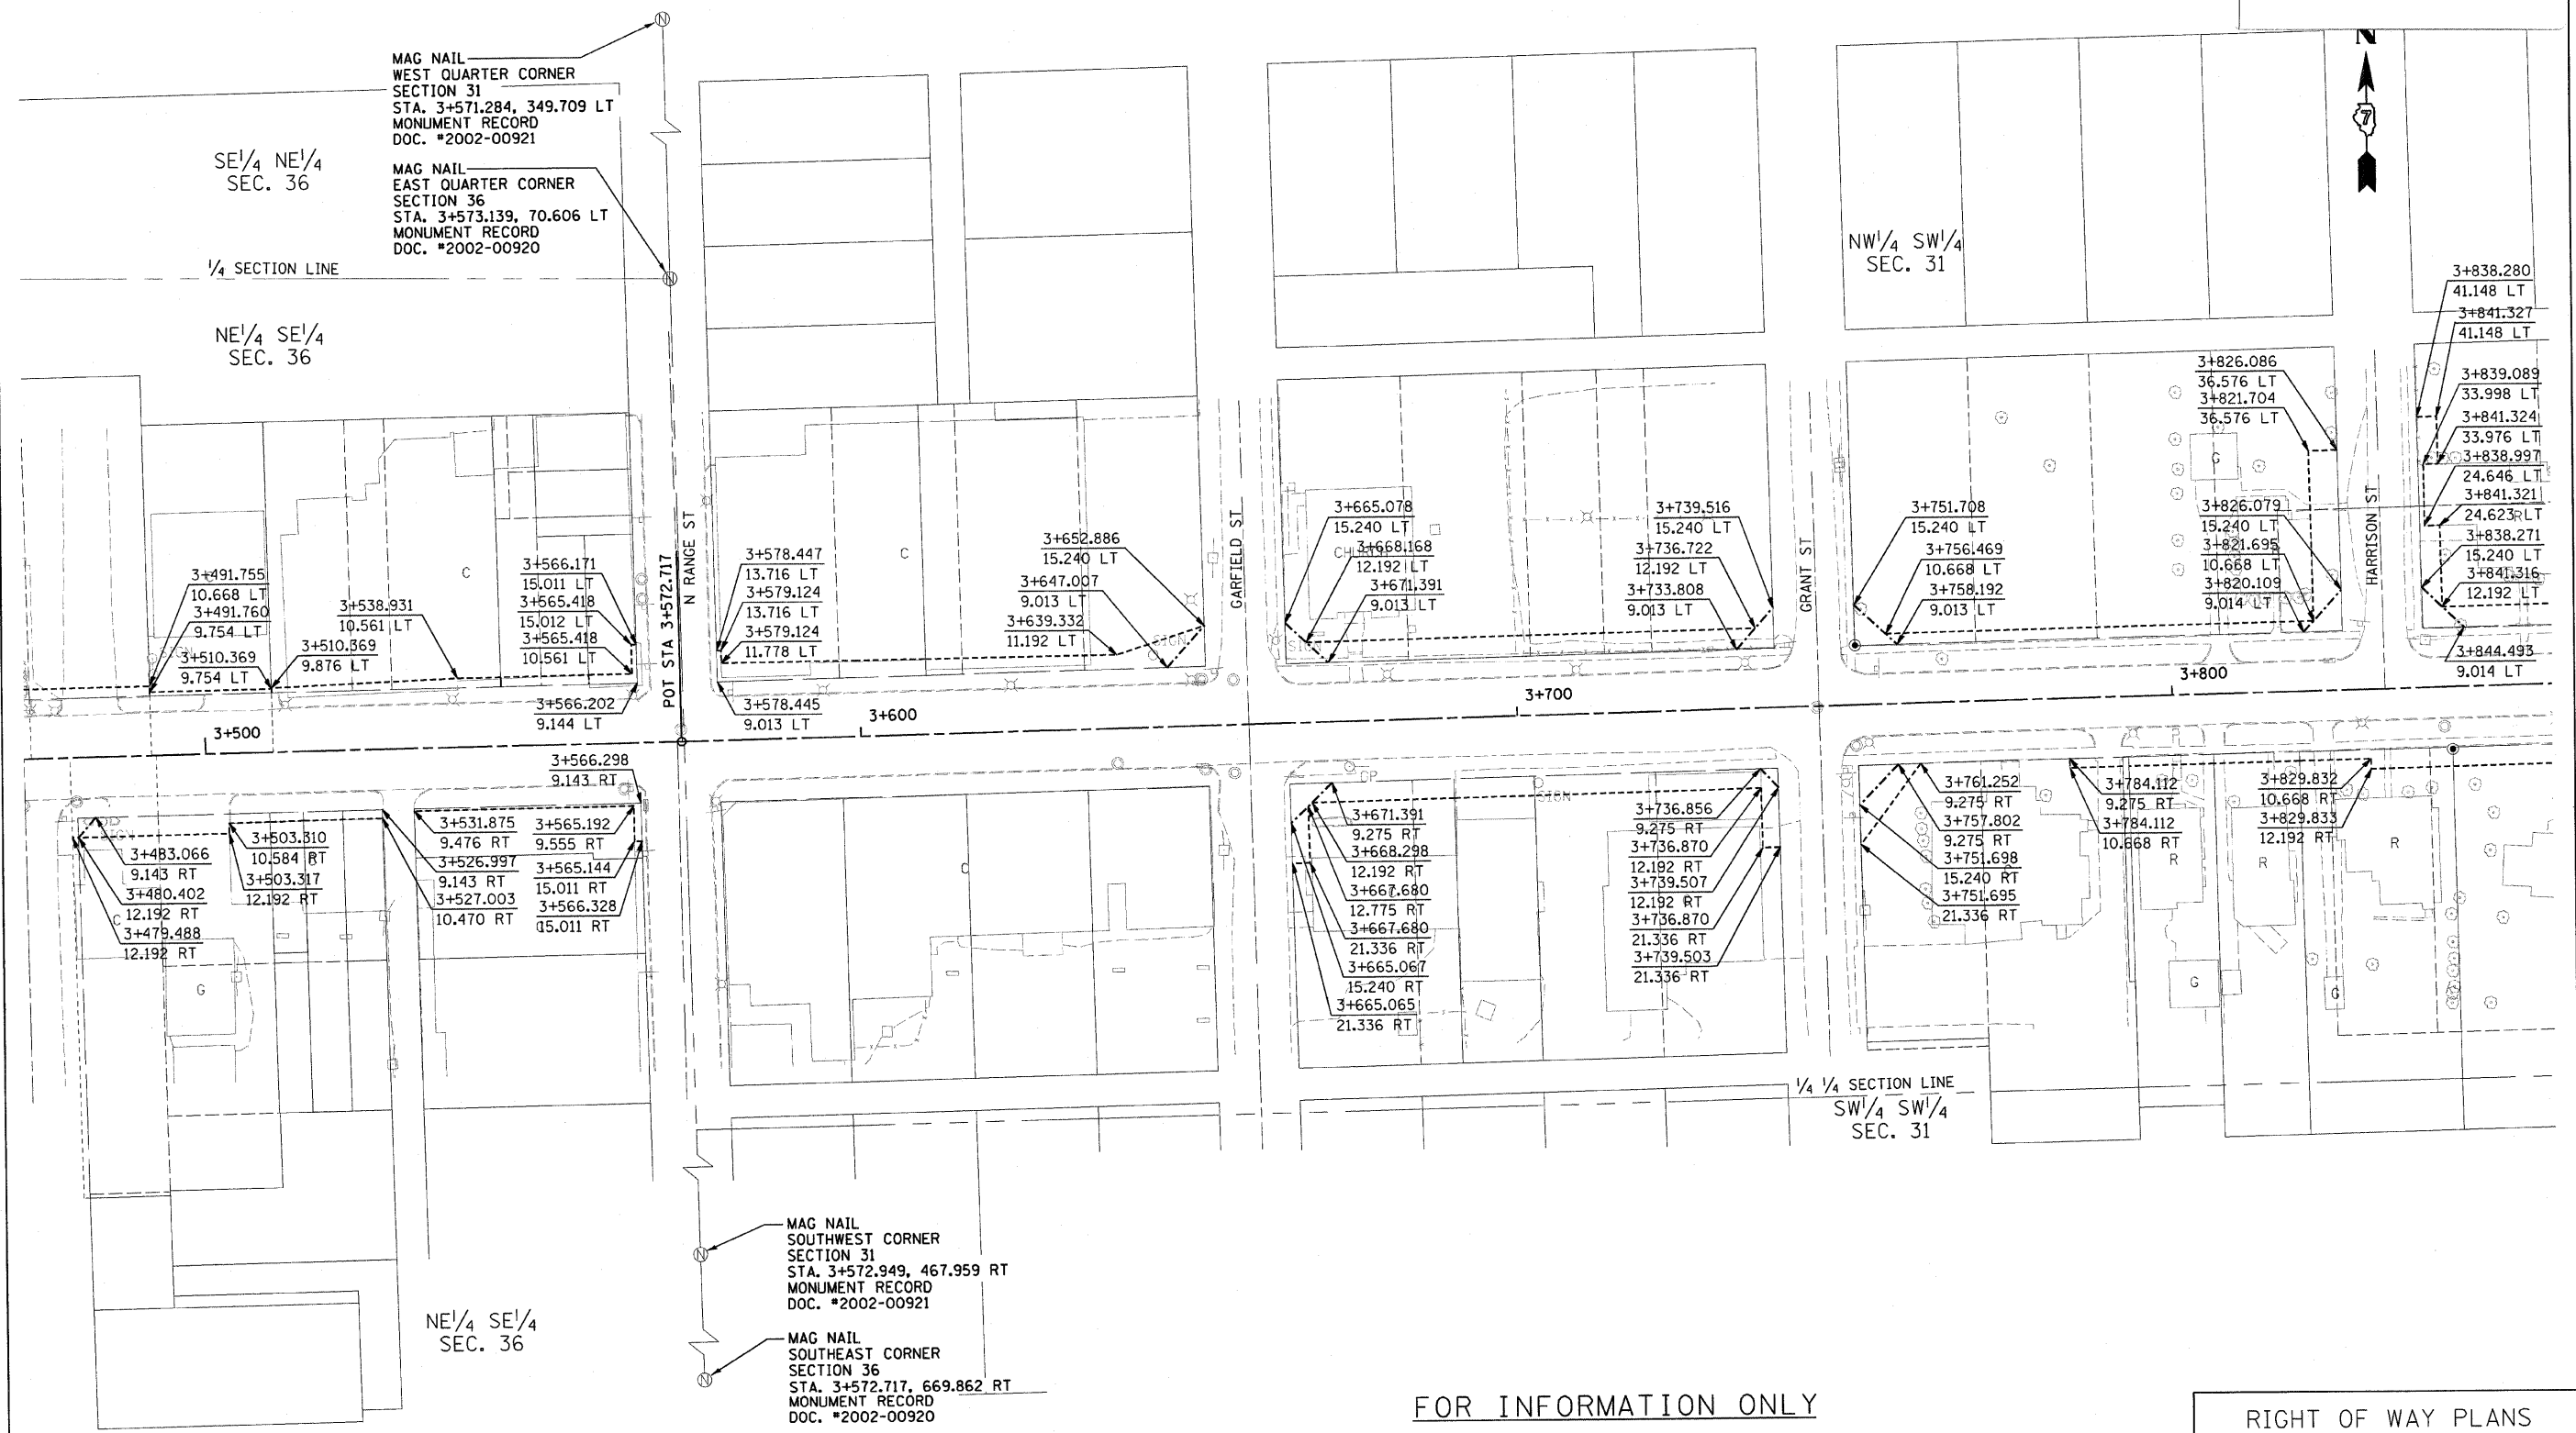 MAG NAIL
WEST QUARTER CORNER
SECTION 31
STA. 3+571.284, 349.709 LT
MONUMENT RECORD
DOC. #2002-00921
MAG NAIL
EAST QUARTER CORNER
SECTION 36
STA. 3+573.139, 70.606 LT
MONUMENT RECORD
DOC. #2002-00920
SE1/4 NE1/4
SEC. 36
1/4 SECTION LINE
NE1/4 SE1/4
SEC. 36
N
7
NW1/4 SW1/4
SEC. 31
3+491.755
10.668 LT
3+491.760
9.754 LT
3+510.369
9.754 LT
3+510.369
9.876 LT
3+538.931
10.561 LT
C
3+566.171
15.011 LT
3+565.418
15.012 LT
3+565.418
10.561 LT
3+566.202
9.144 LT
POT STA 3+572.717
N RANGE ST
3+578.447
13.716 LT
3+579.124
13.716 LT
3+579.124
11.778 LT
3+578.445
9.013 LT
C
3+652.886
15.240 LT
3+647.007
9.013 LT
3+639.332
11.192 LT
SIGN
GARFIELD ST
3+665.078
15.240 LT
CHURCH
3+668.168
12.192 LT
3+671.391
9.013 LT
3+739.516
15.240 LT
3+736.722
12.192 LT
3+733.808
9.013 LT
GRANT ST
3+751.708
15.240 LT
3+756.469
10.668 LT
3+758.192
9.013 LT
3+826.086
36.576 LT
3+821.704
36.576 LT
G
3+826.079
15.240 LT
3+821.695
10.668 LT
3+820.109
9.014 LT
HARRISON ST
3+838.280
41.148 LT
3+841.327
41.148 LT
3+839.089
33.998 LT
3+841.324
33.976 LT
3+838.997
24.646 LT
3+841.321
24.623 LT
R
3+838.271
15.240 LT
3+841.316
12.192 LT
3+844.493
9.014 LT
3+500
3+600
3+700
3+800
3+483.066
9.143 RT
3+480.402
12.192 RT
3+479.488
12.192 RT
C
G
3+503.310
10.584 RT
3+503.317
12.192 RT
3+566.298
9.143 RT
3+531.875
9.476 RT
3+526.997
9.143 RT
3+527.003
10.470 RT
3+565.192
9.555 RT
3+565.144
15.011 RT
3+566.328
15.011 RT
C
DP
SIGN
3+671.391
9.275 RT
3+668.298
12.192 RT
3+667.680
12.775 RT
3+667.680
21.336 RT
3+665.067
15.240 RT
3+665.065
21.336 RT
3+736.856
9.275 RT
3+736.870
12.192 RT
3+739.507
12.192 RT
3+736.870
21.336 RT
3+739.503
21.336 RT
3+761.252
9.275 RT
3+757.802
9.275 RT
3+751.698
15.240 RT
3+751.695
21.336 RT
3+784.112
9.275 RT
3+784.112
10.668 RT
3+829.832
10.668 RT
3+829.833
12.192 RT
R
R
R
G
G
1/4 1/4 SECTION LINE
SW1/4 SW1/4
SEC. 31
MAG NAIL
SOUTHWEST CORNER
SECTION 31
STA. 3+572.949, 467.959 RT
MONUMENT RECORD
DOC. #2002-00921
MAG NAIL
SOUTHEAST CORNER
SECTION 36
STA. 3+572.717, 669.862 RT
MONUMENT RECORD
DOC. #2002-00920
NE1/4 SE1/4
SEC. 36
FOR INFORMATION ONLY
RIGHT OF WAY PLANS